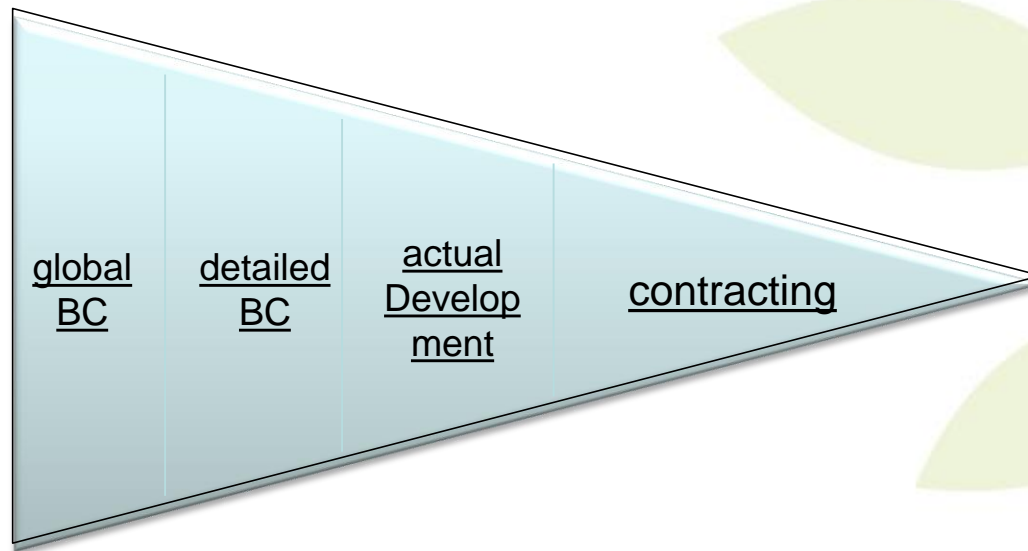 global
BC
detailed
BC
actual
Develop
ment
contracting